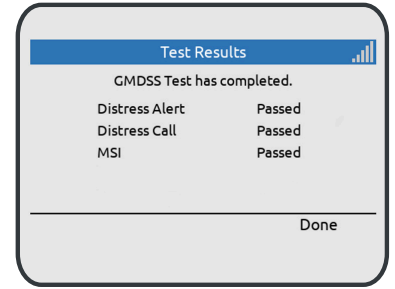 Test Results
GMDSS Test has completed.
Distress Alert Passed
Distress Call Passed
MSI Passed
Done